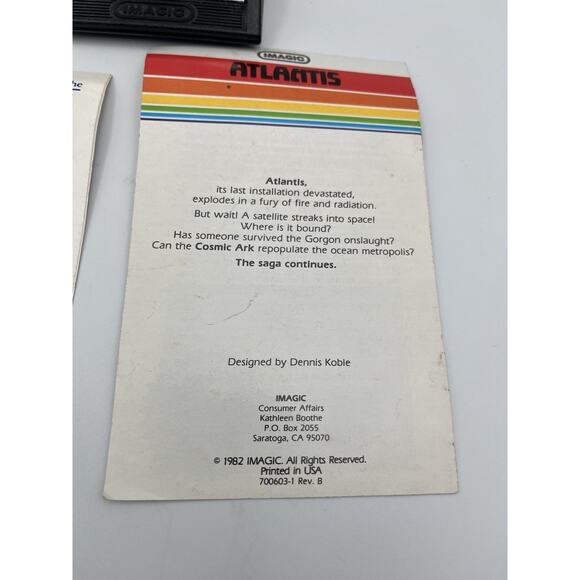 IMAGIC
he
IMAGIC
ATLANTIS
Atlantis,
its last installation devastated,
explodes in a fury of fire and radiation.
But wait! A satellite streaks into space!
Where is it bound?
Has someone survived the Gorgon onslaught?
Can the Cosmic Ark repopulate the ocean metropolis?
The saga continues.
Designed by Dennis Koble
IMAGIC
Consumer Affairs
Kathleen Boothe
P.O. Box 2055
Saratoga, CA 95070
© 1982 IMAGIC. All Rights Reserved.
Printed in USA
700603-1 Rev. B